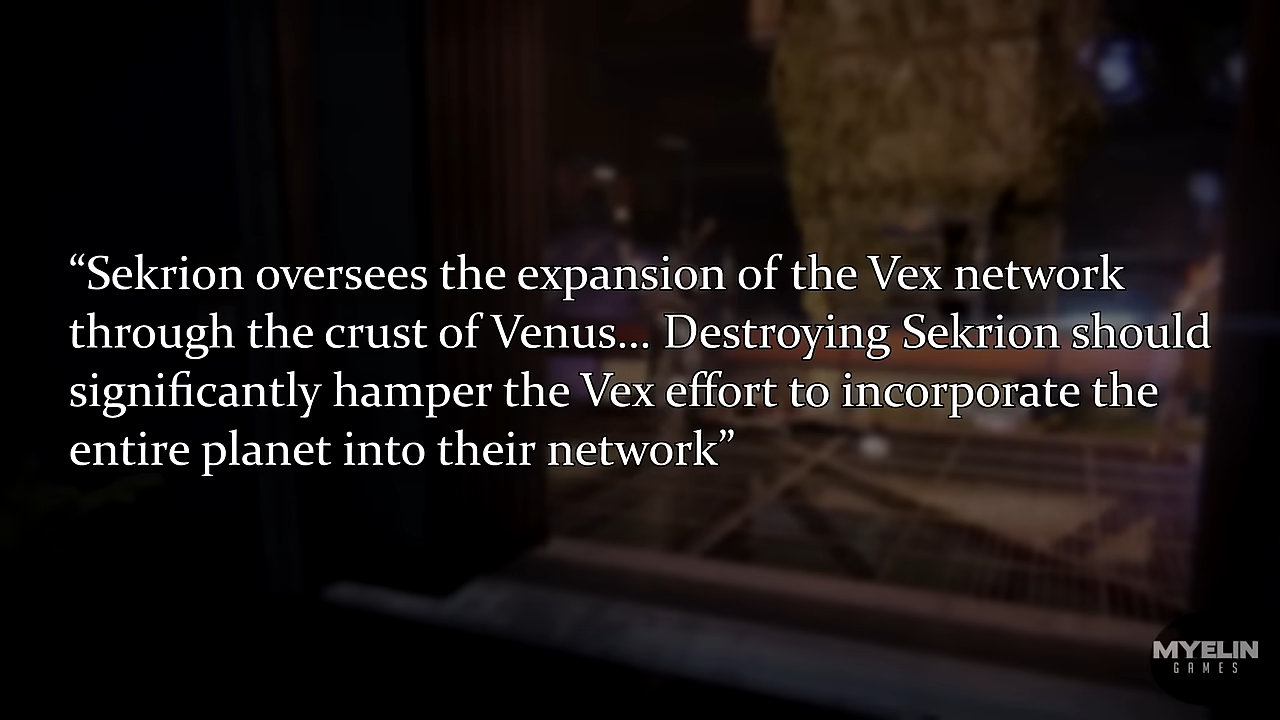 “Sekrion oversees the expansion of the Vex network
through the crust of Venus... Destroying Sekrion should
significantly hamper the Vex effort to incorporate the
entire planet into their network”
MYELIN
GAMES